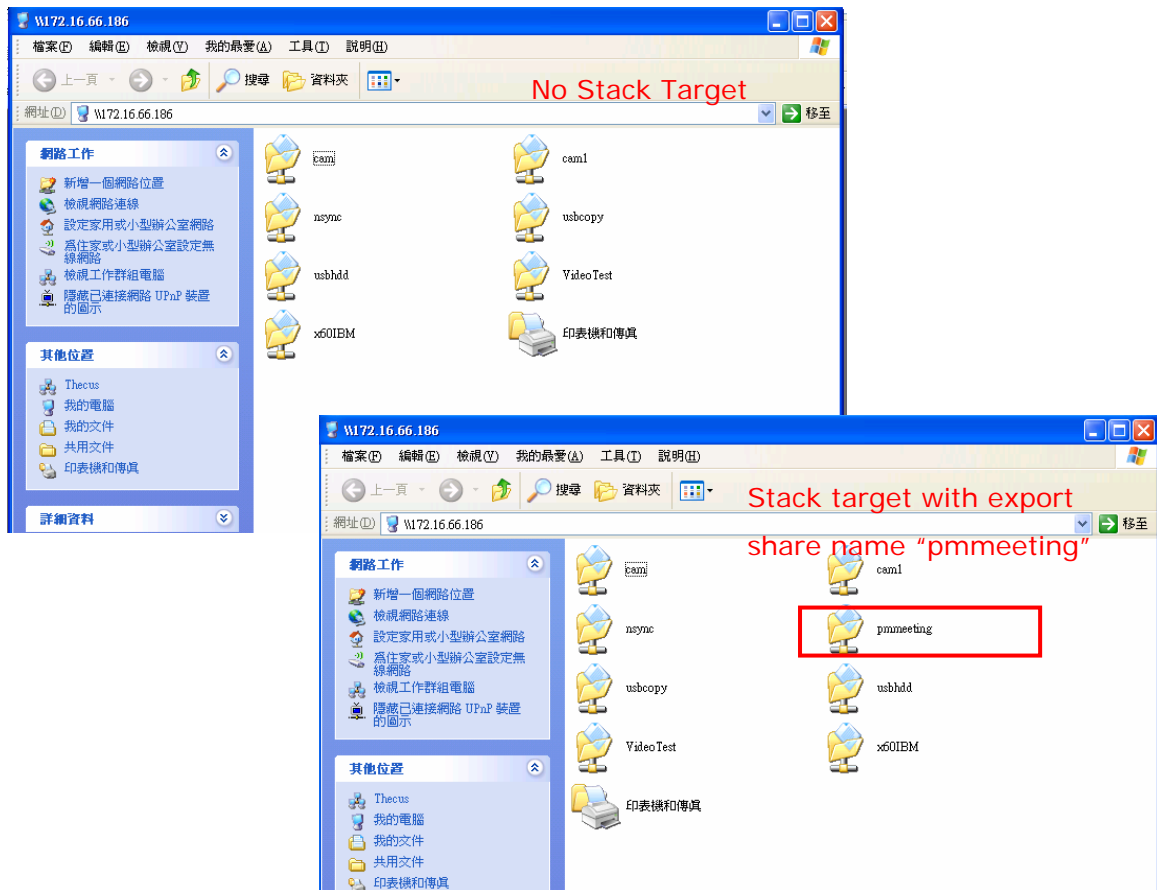 \\172.16.66.186
檔案(F) 編輯(E) 檢視(V) 我的最愛(A) 工具(T) 說明(H)
上一頁 搜尋 資料夾
No Stack Target
網址(D) \\172.16.66.186 移至
網路工作
新增一個網路位置
檢視網路連線
設定家用或小型辦公室網路
為住家或小型辦公室設定無
線網路
檢視工作群組電腦
隱藏已連接網路 UPnP 裝置
的圖示
其他位置
Thecus
我的電腦
我的文件
共用文件
印表機和傳真
詳細資料
cam cam1
nsync usbcopy
usbhdd VideoTest
x60IBM 印表機和傳真
\\172.16.66.186
檔案(F) 編輯(E) 檢視(V) 我的最愛(A) 工具(T) 說明(H)
上一頁 搜尋 資料夾
Stack target with export
share name “pmmeeting”
網址(D) \\172.16.66.186 移至
網路工作
新增一個網路位置
檢視網路連線
設定家用或小型辦公室網路
為住家或小型辦公室設定無
線網路
檢視工作群組電腦
隱藏已連接網路 UPnP 裝置
的圖示
其他位置
Thecus
我的電腦
我的文件
共用文件
印表機和傳真
cam cam1
nsync pmmeeting
usbcopy usbhdd
VideoTest x60IBM
印表機和傳真